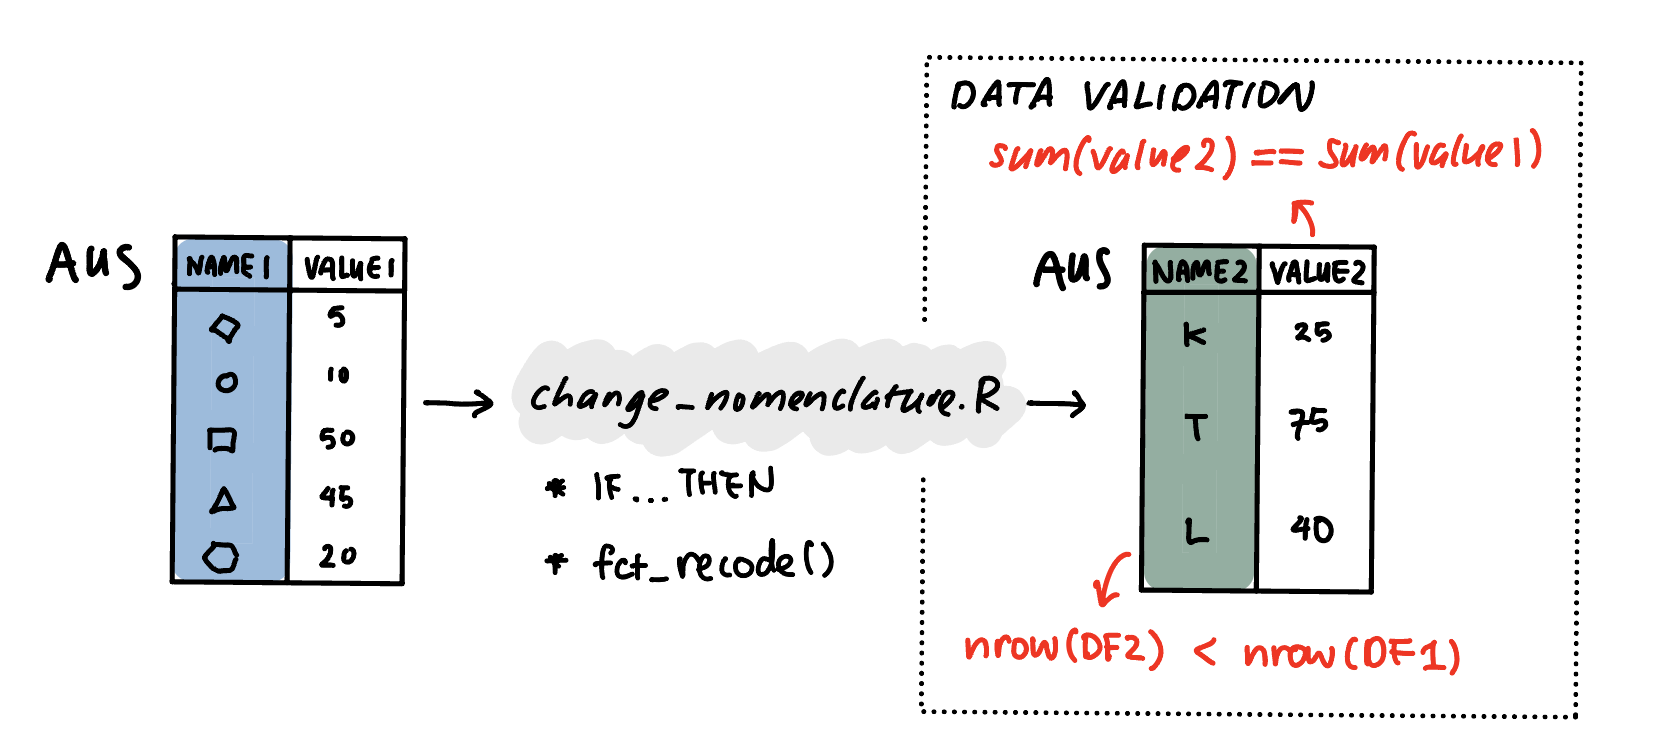 DATA VALIDATION
sum(value2) == sum(value1)
AUS
NAME1 VALUE1
5
10
50
45
20
change_nomenclature.R
* IF...THEN
* fct_recode()
AUS
NAME2 VALUE2
K 25
T 75
L 40
nrow(DF2) < nrow(DF1)